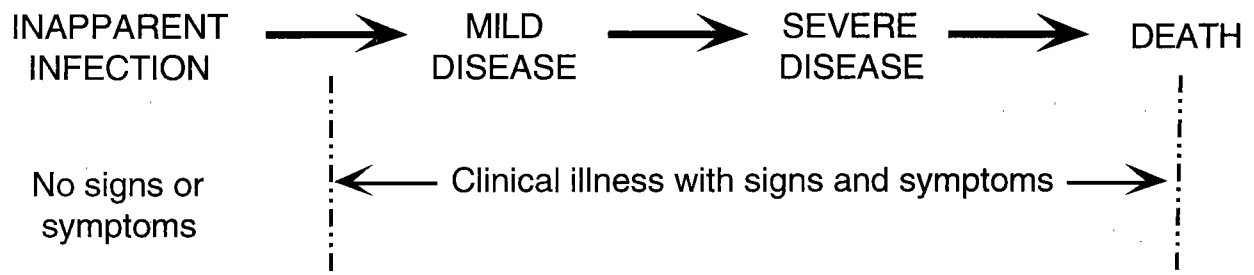 INAPPARENT
INFECTION
MILD
DISEASE
SEVERE
DISEASE
DEATH
No signs or
symptoms
Clinical illness with signs and symptoms